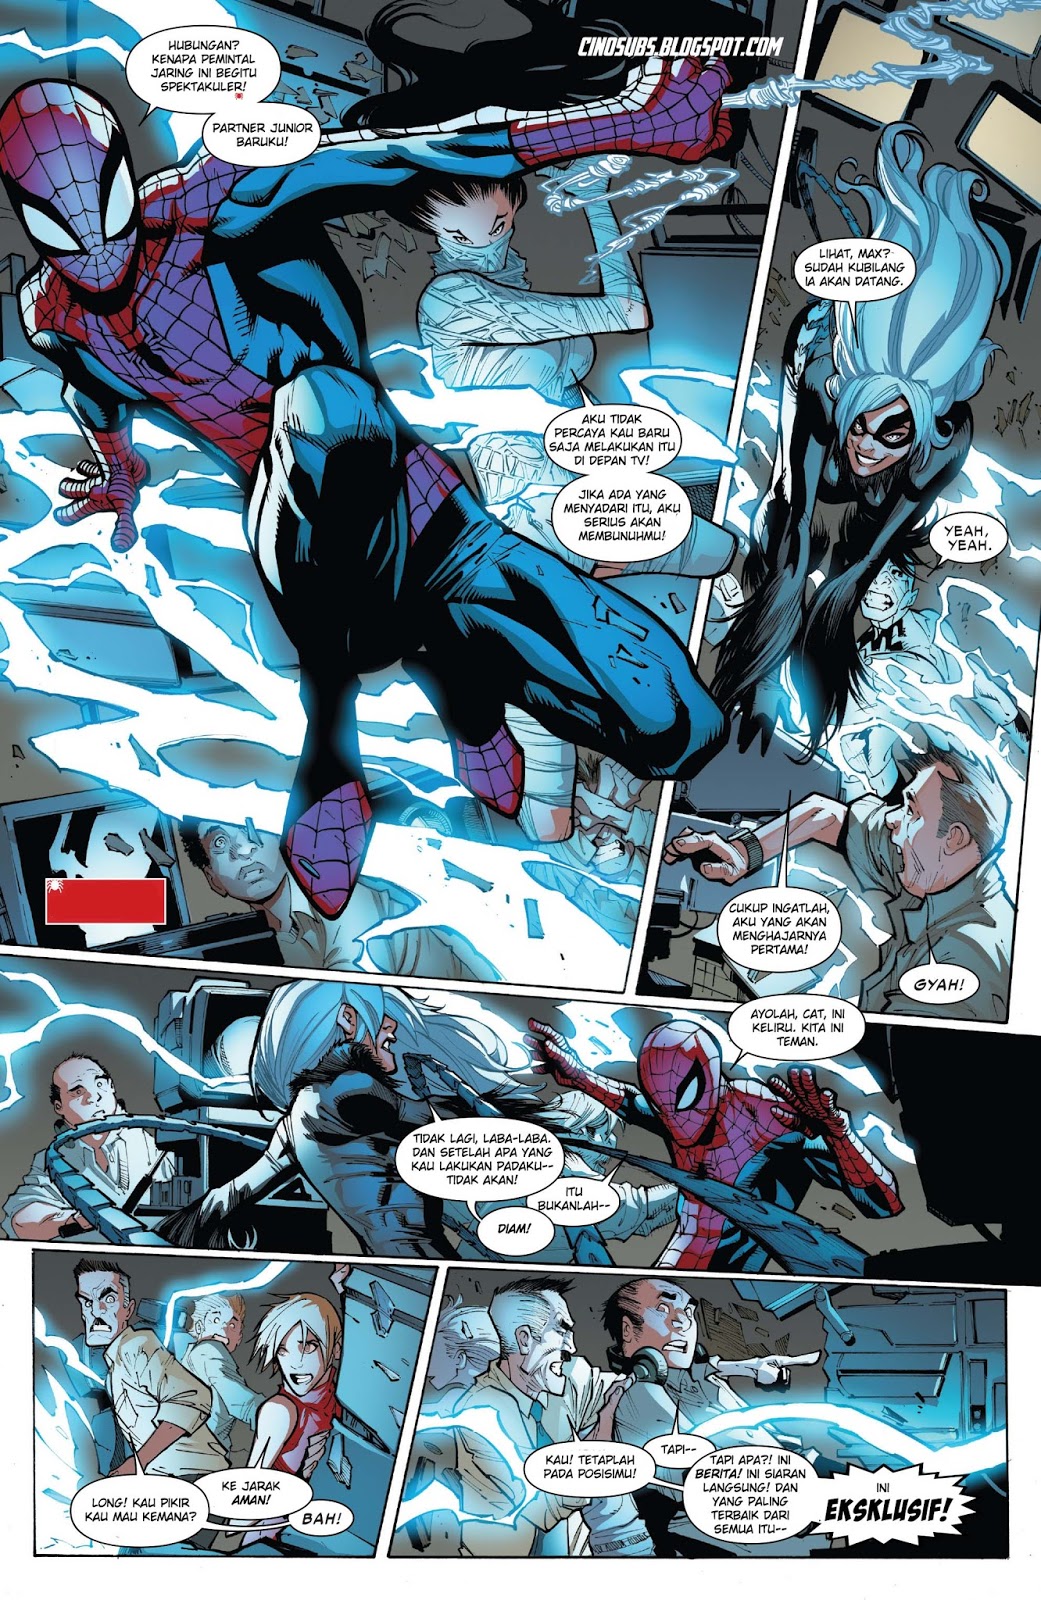 CINOSUBS.BLOGSPOT.COM
HUBUNGAN?
KENAPA PEMINTAL
JARING INI BEGITU
SPEKTAKULER!
PARTNER JUNIOR
BARUKU!
AKU TIDAK
PERCAYA KAU BARU
SAJA MELAKUKAN ITU
DI DEPAN TV!
JIKA ADA YANG
MENYADARI ITU, AKU
SERIUS AKAN
MEMBUNUHMU!
LIHAT, MAX?
SUDAH KUBILANG
IA AKAN DATANG.
YEAH,
YEAH.
CUKUP INGATLAH,
AKU YANG AKAN
MENGHAJARNYA
PERTAMA!
GYAH!
AYOLAH, CAT, INI
KELIRU. KITA INI
TEMAN.
TIDAK LAGI, LABA-LABA.
DAN SETELAH APA YANG
KAU LAKUKAN PADAKU--
TIDAK AKAN!
ITU
BUKANLAH--
DIAM!
LONG! KAU PIKIR
KAU MAU KEMANA?
KE JARAK
AMAN!
BAH!
KAU! TETAPLAH
PADA POSISIMU!
TAPI--
TAPI APA?! INI
BERITA! INI SIARAN
LANGSUNG! DAN
YANG PALING
TERBAIK DARI
SEMUA ITU--
INI
EKSKLUSIF!